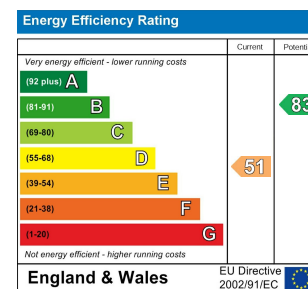 Energy Efficiency Rating
Current Potenti
Very energy efficient - lower running costs
(92 plus) A
(81-91) B
83
(69-80) C
(55-68) D
51
(39-54) E
(21-38) F
(1-20) G
Not energy efficient - higher running costs
England & Wales
EU Directive
2002/91/EC